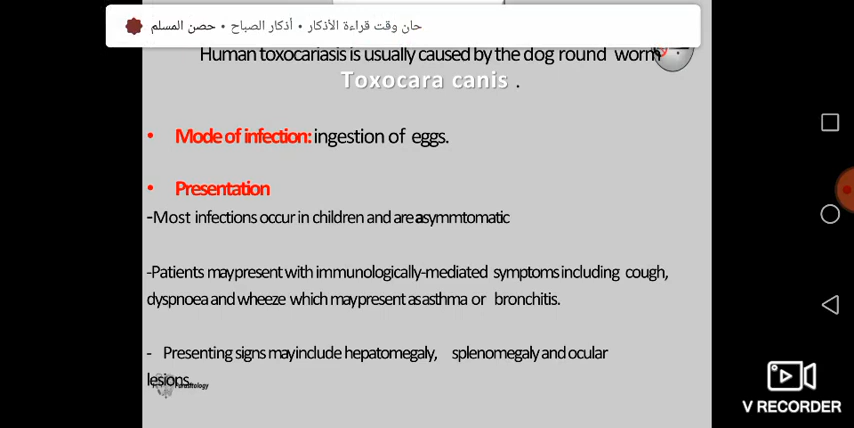 حان وقت قراءة الأذكار • أذكار الصباح • حصن المسلم
Human toxocariasis is usually caused by the dog round worm
Toxocara canis .
• Mode of infection: ingestion of eggs.
• Presentation
-Most infections occur in children and are asymmtomatic
-Patients may present with immunologically-mediated symptoms including cough,
dyspnoea and wheeze which may present as asthma or bronchitis.
- Presenting signs may include hepatomegaly, splenomegaly and ocular
lesions.
Parasitology
V RECORDER